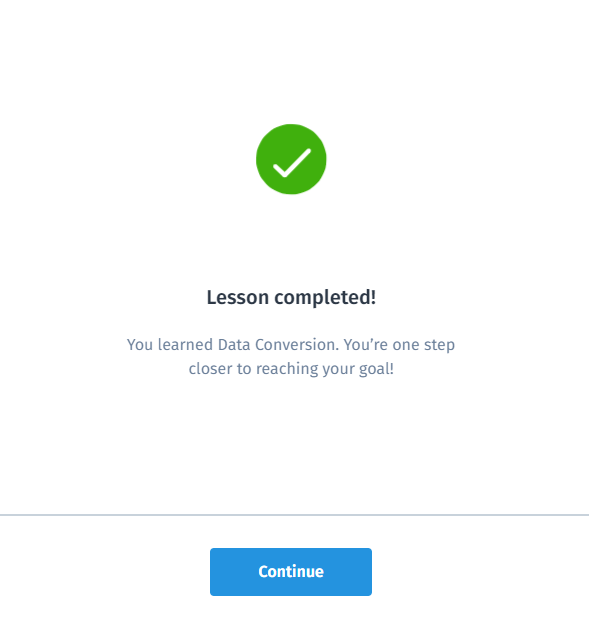 Lesson completed!
You learned Data Conversion. You’re one step
closer to reaching your goal!
Continue